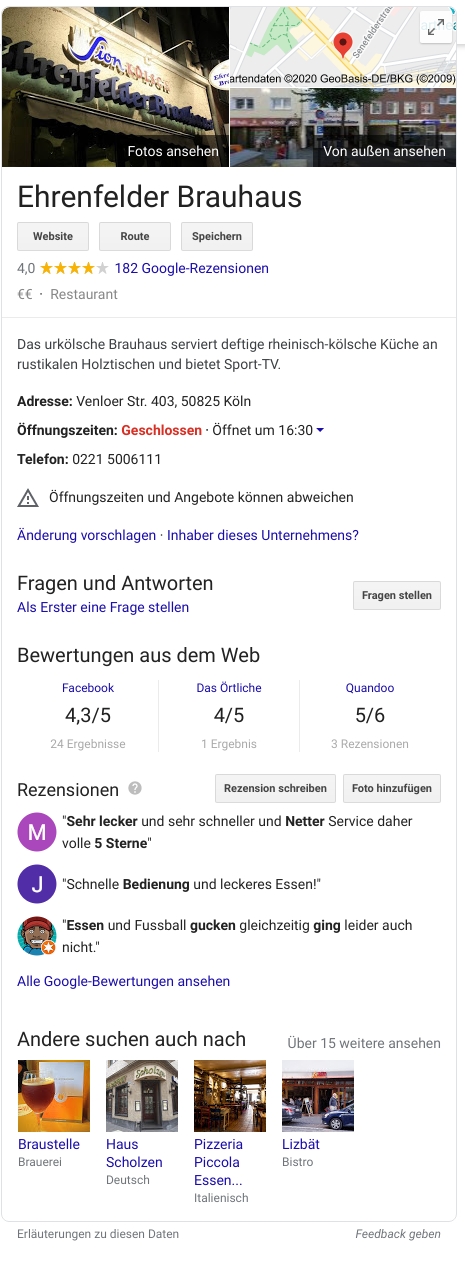 Sion KÖLSCH
Ehrenfelder Brauhaus
Fotos ansehen
Senefelderstraß
artendaten ©2020 GeoBasis-DE/BKG (©2009)
Von außen ansehen
Ehrenfelder Brauhaus
Website Route Speichern
4,0 ★★★★★ 182 Google-Rezensionen
€€ · Restaurant
Das urkölsche Brauhaus serviert deftige rheinisch-kölsche Küche an
rustikalen Holztischen und bietet Sport-TV.
Adresse: Venloer Str. 403, 50825 Köln
Öffnungszeiten: Geschlossen · Öffnet um 16:30
Telefon: 0221 5006111
Öffnungszeiten und Angebote können abweichen
Änderung vorschlagen · Inhaber dieses Unternehmens?
Fragen und Antworten
Fragen stellen
Als Erster eine Frage stellen
Bewertungen aus dem Web
Facebook Das Örtliche Quandoo
4,3/5 4/5 5/6
24 Ergebnisse 1 Ergebnis 3 Rezensionen
Rezensionen ? Rezension schreiben Foto hinzufügen
M "Sehr lecker und sehr schneller und Netter Service daher
volle 5 Sterne"
J "Schnelle Bedienung und leckeres Essen!"
"Essen und Fussball gucken gleichzeitig ging leider auch
nicht."
Alle Google-Bewertungen ansehen
Andere suchen auch nach Über 15 weitere ansehen
Scholzen
Braustelle
Brauerei
Haus
Scholzen
Deutsch
Pizzeria
Piccola
Essen...
Italienisch
Lizbät
Bistro
Erläuterungen zu diesen Daten Feedback geben